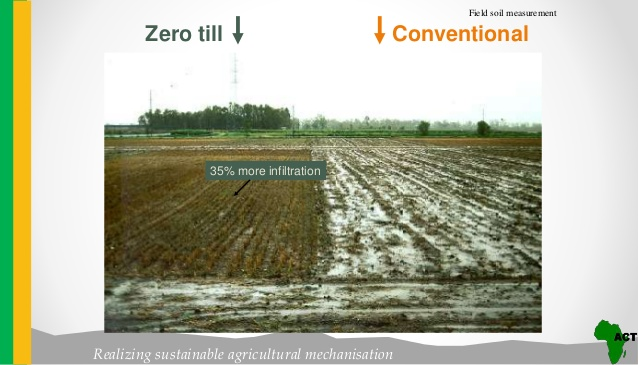 Field soil measurement
Zero till
Conventional
35% more infiltration
Realizing sustainable agricultural mechanisation
ACT